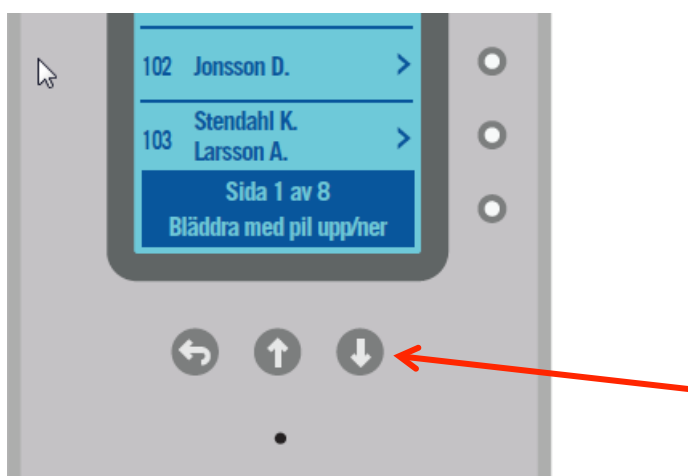 102 Jonsson D. >
103 Stendahl K.
Larsson A. >
Sida 1 av 8
Bläddra med pil upp/ner